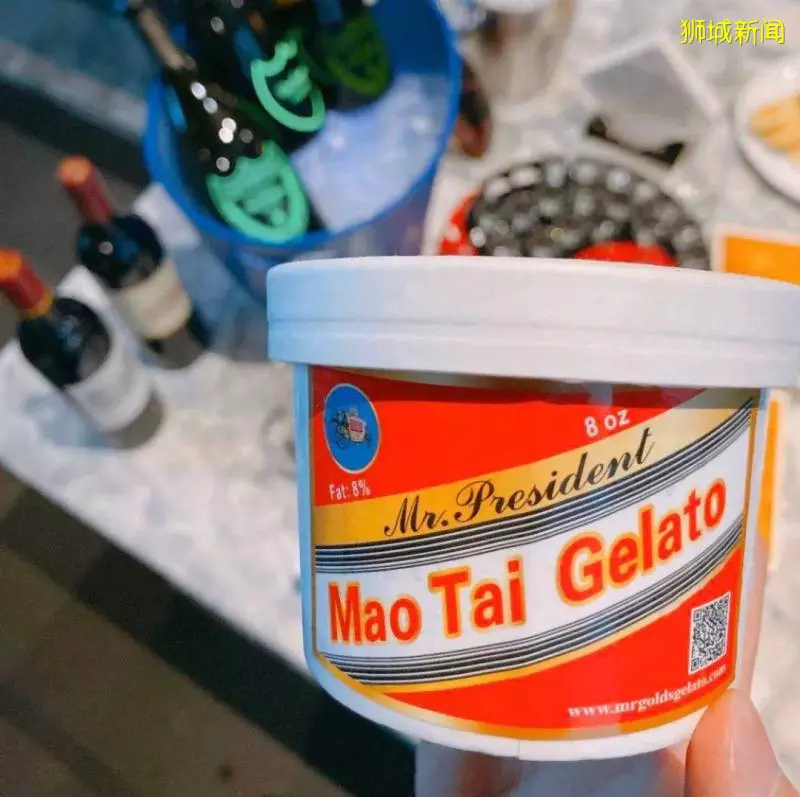 狮城新闻
8 oz
Fat: 8%
Mr. President
Mao Tai Gelato
www.mrgoldsgelato.com